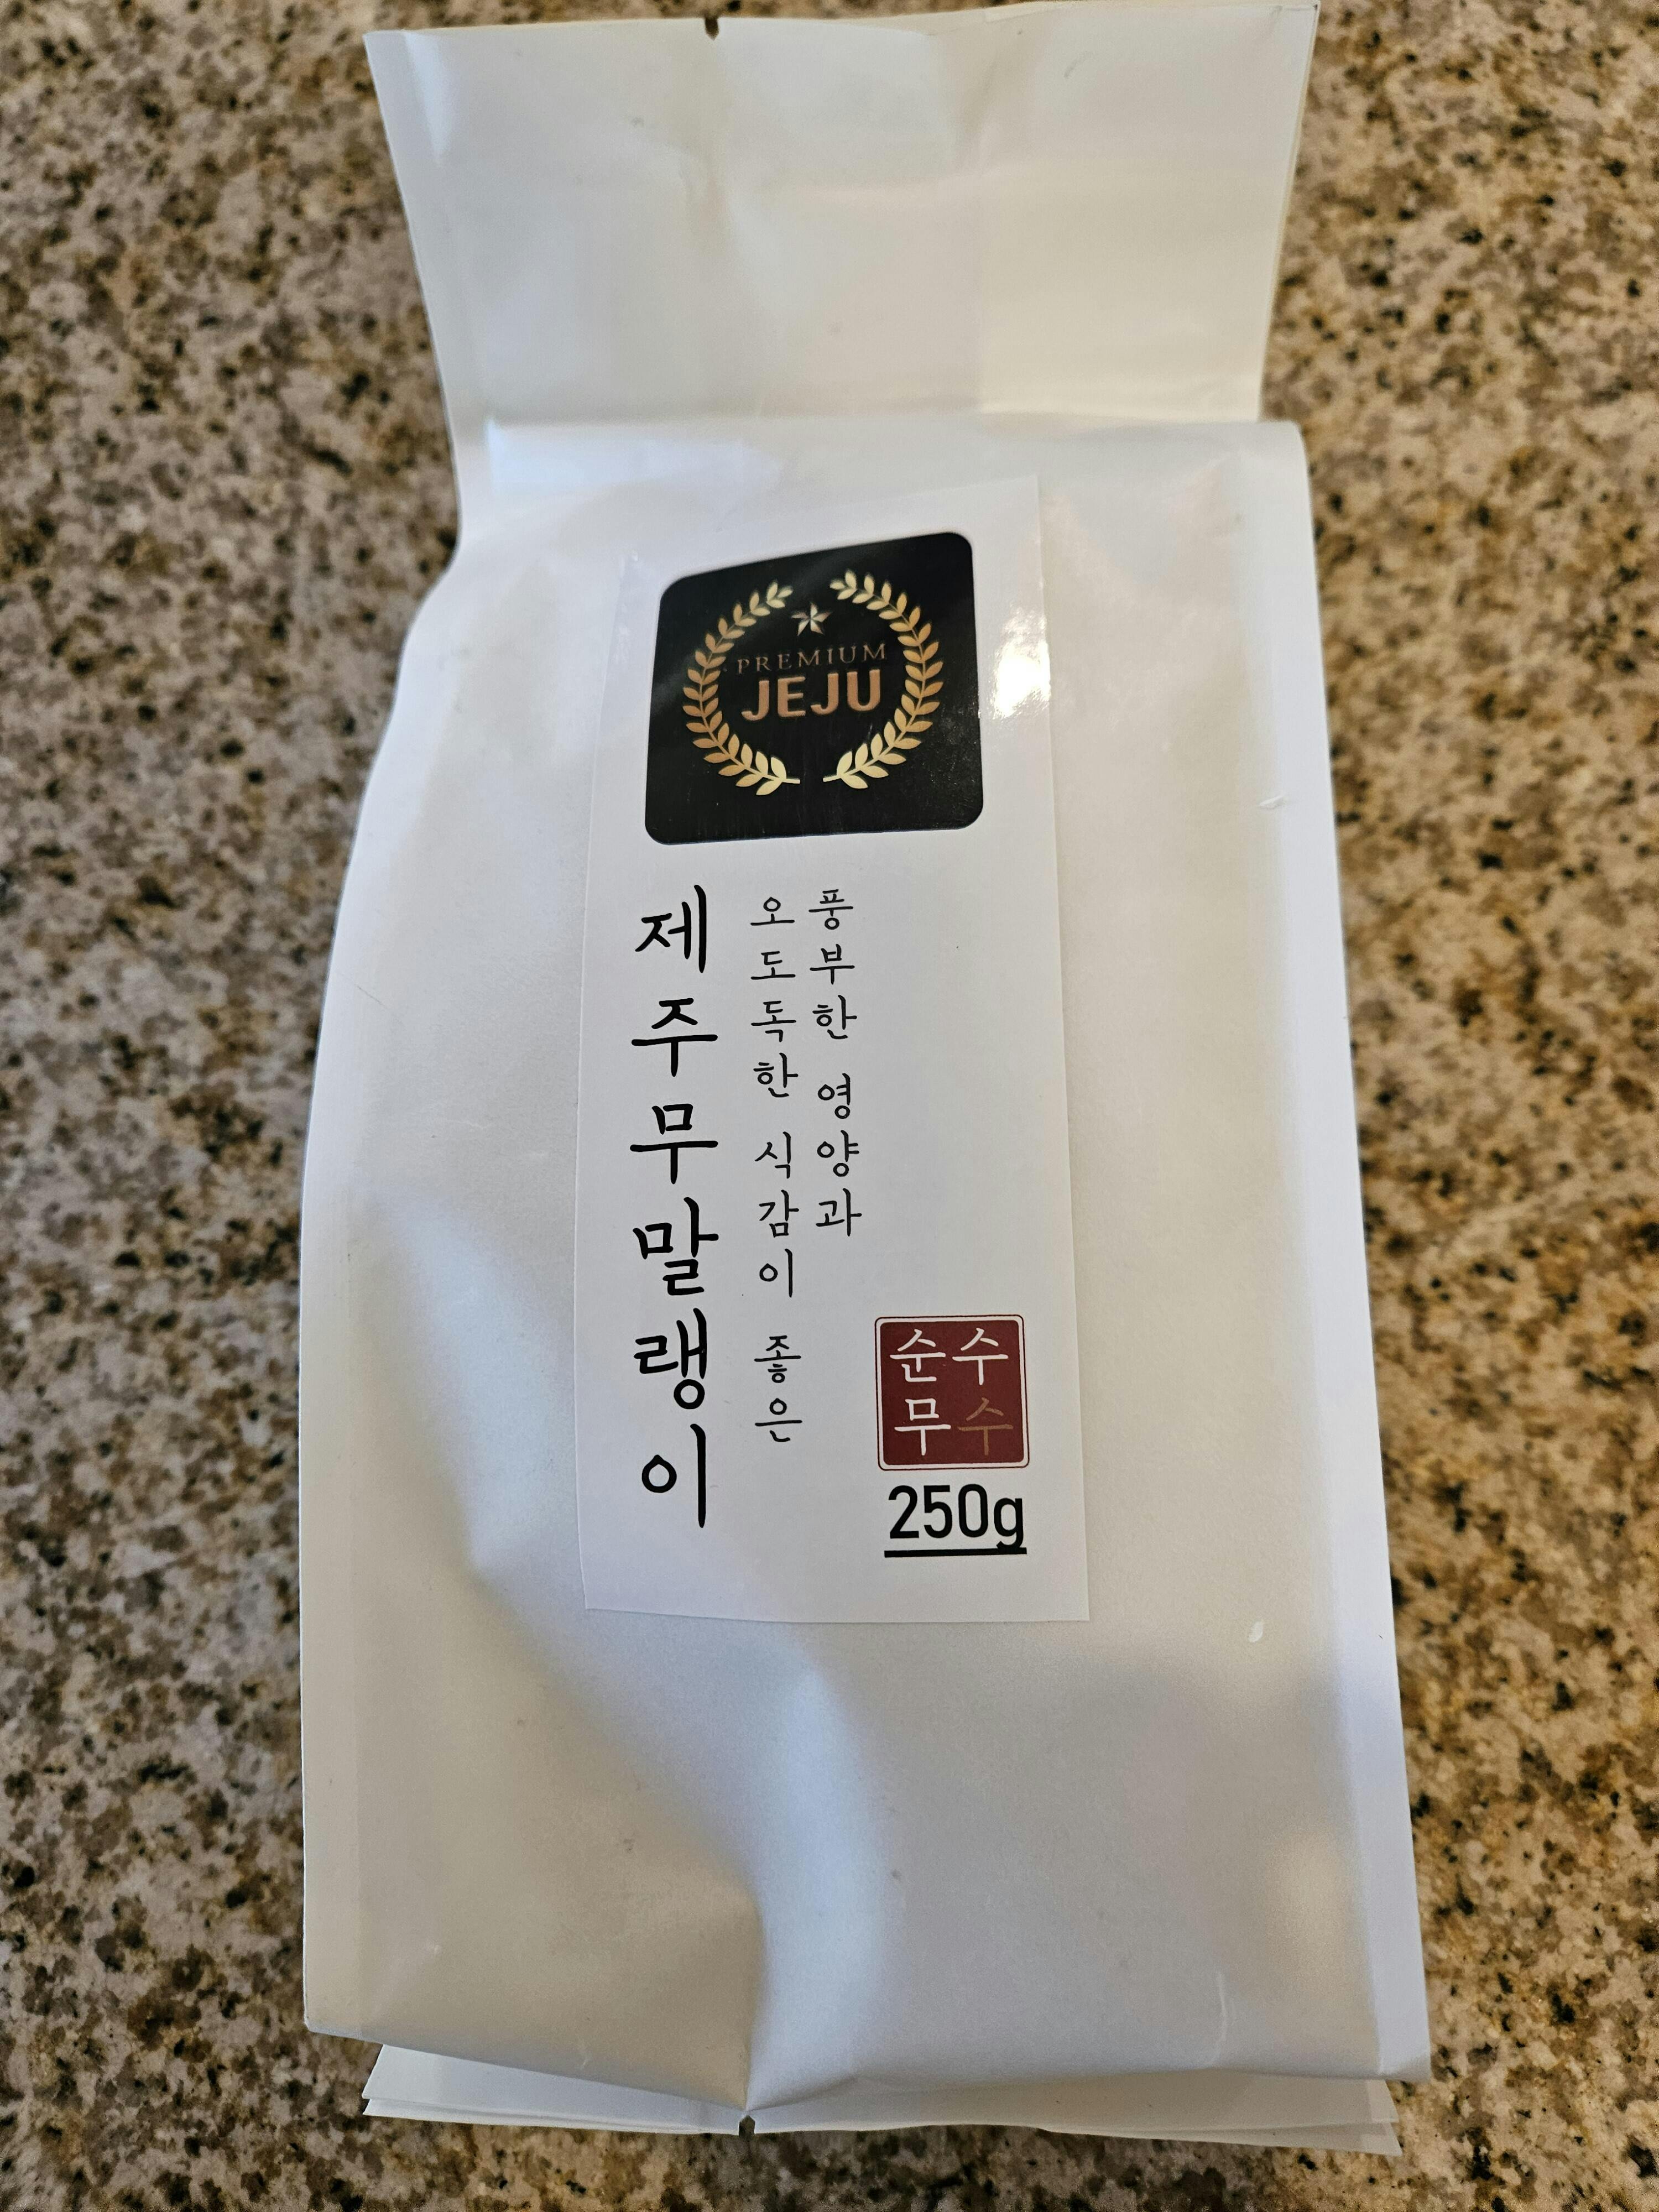 PREMIUM
JEJU
풍부한 영양과
오도독한 식감이 좋은
제주무말랭이
순수
무수
250g